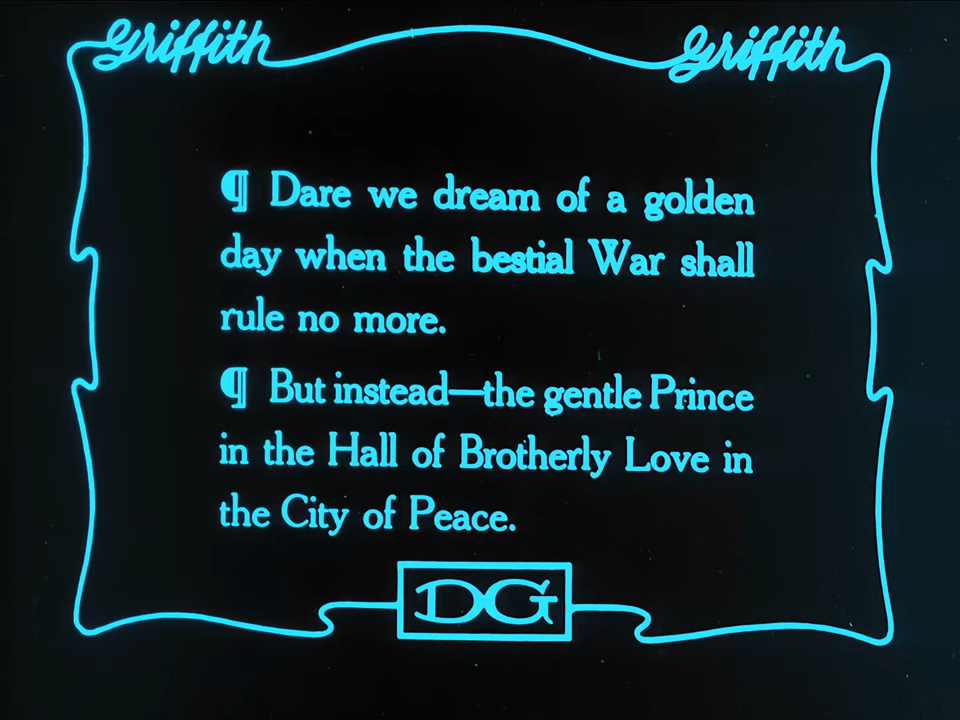 Griffith Griffith
¶ Dare we dream of a golden
day when the bestial War shall
rule no more.
¶ But instead—the gentle Prince
in the Hall of Brotherly Love in
the City of Peace.
DG